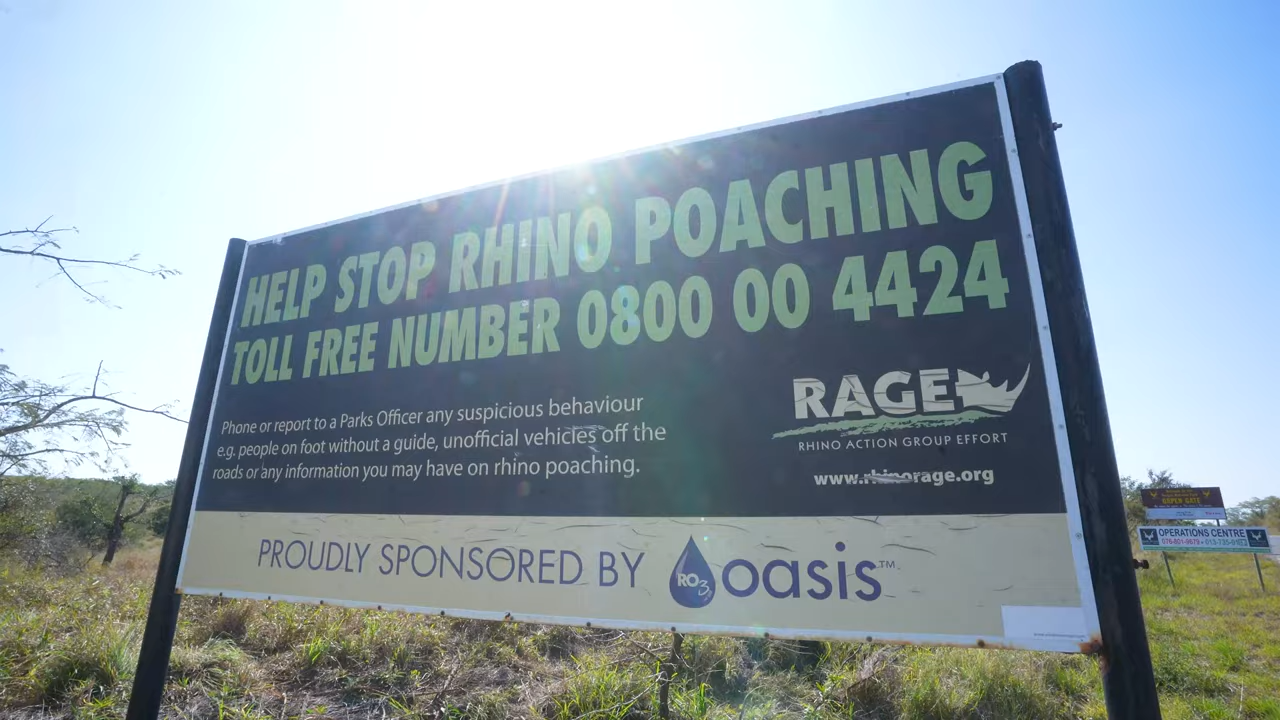 HELP STOP RHINO POACHING
TOLL FREE NUMBER 0800 00 4424
Phone or report to a Parks Officer any suspicious behaviour
e.g. people on foot without a guide, unofficial vehicles off the
roads or any information you may have on rhino poaching.
RAGE
RHINO ACTION GROUP EFFORT
www.rhinorage.org
PROUDLY SPONSORED BY RO3 oasis™
ORPEN GATE
OPERATIONS CENTRE